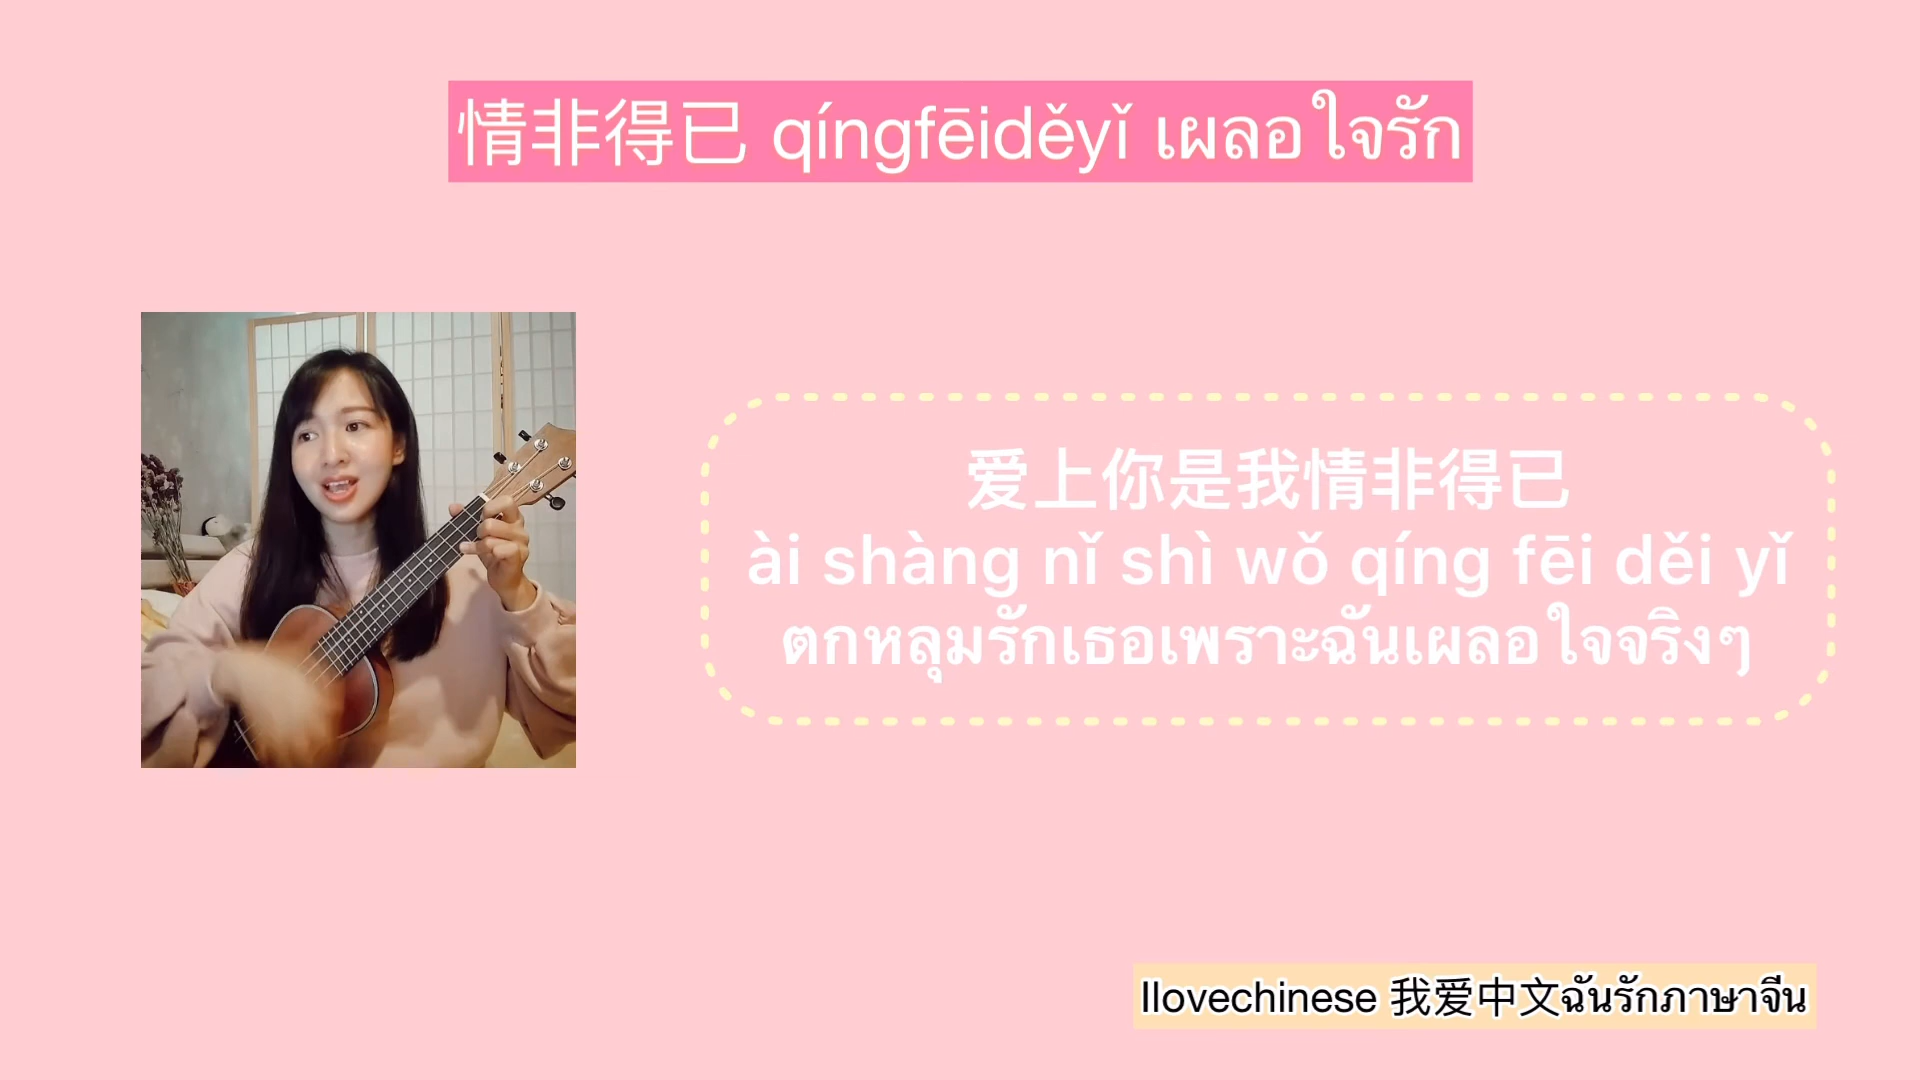 情非得已 qíngfēiděyǐ เผลอใจรัก
爱上你是我情非得已
ài shàng nǐ shì wǒ qíng fēi děi yǐ
ตกหลุมรักเธอเพราะฉันเผลอใจจริงๆ
Ilovechinese 我爱中文ฉันรักภาษาจีน